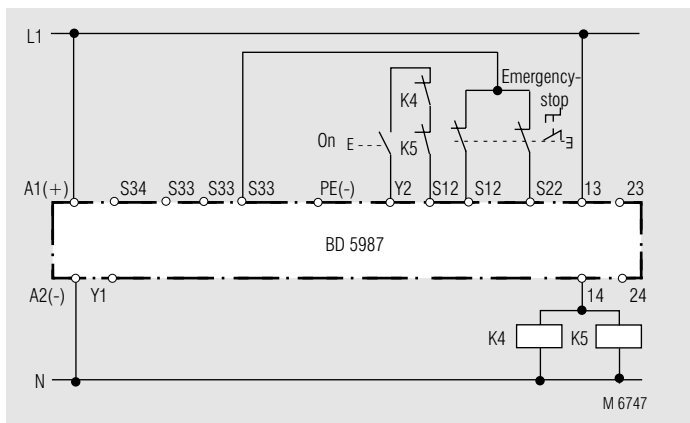 L1
Emergency-
stop
K4
On
K5
A1(+) S34 S33 S33 S33 PE(-) Y2 S12 S12 S22 13 23
BD 5987
A2(-) Y1 14 24
K4 K5
N
M 6747